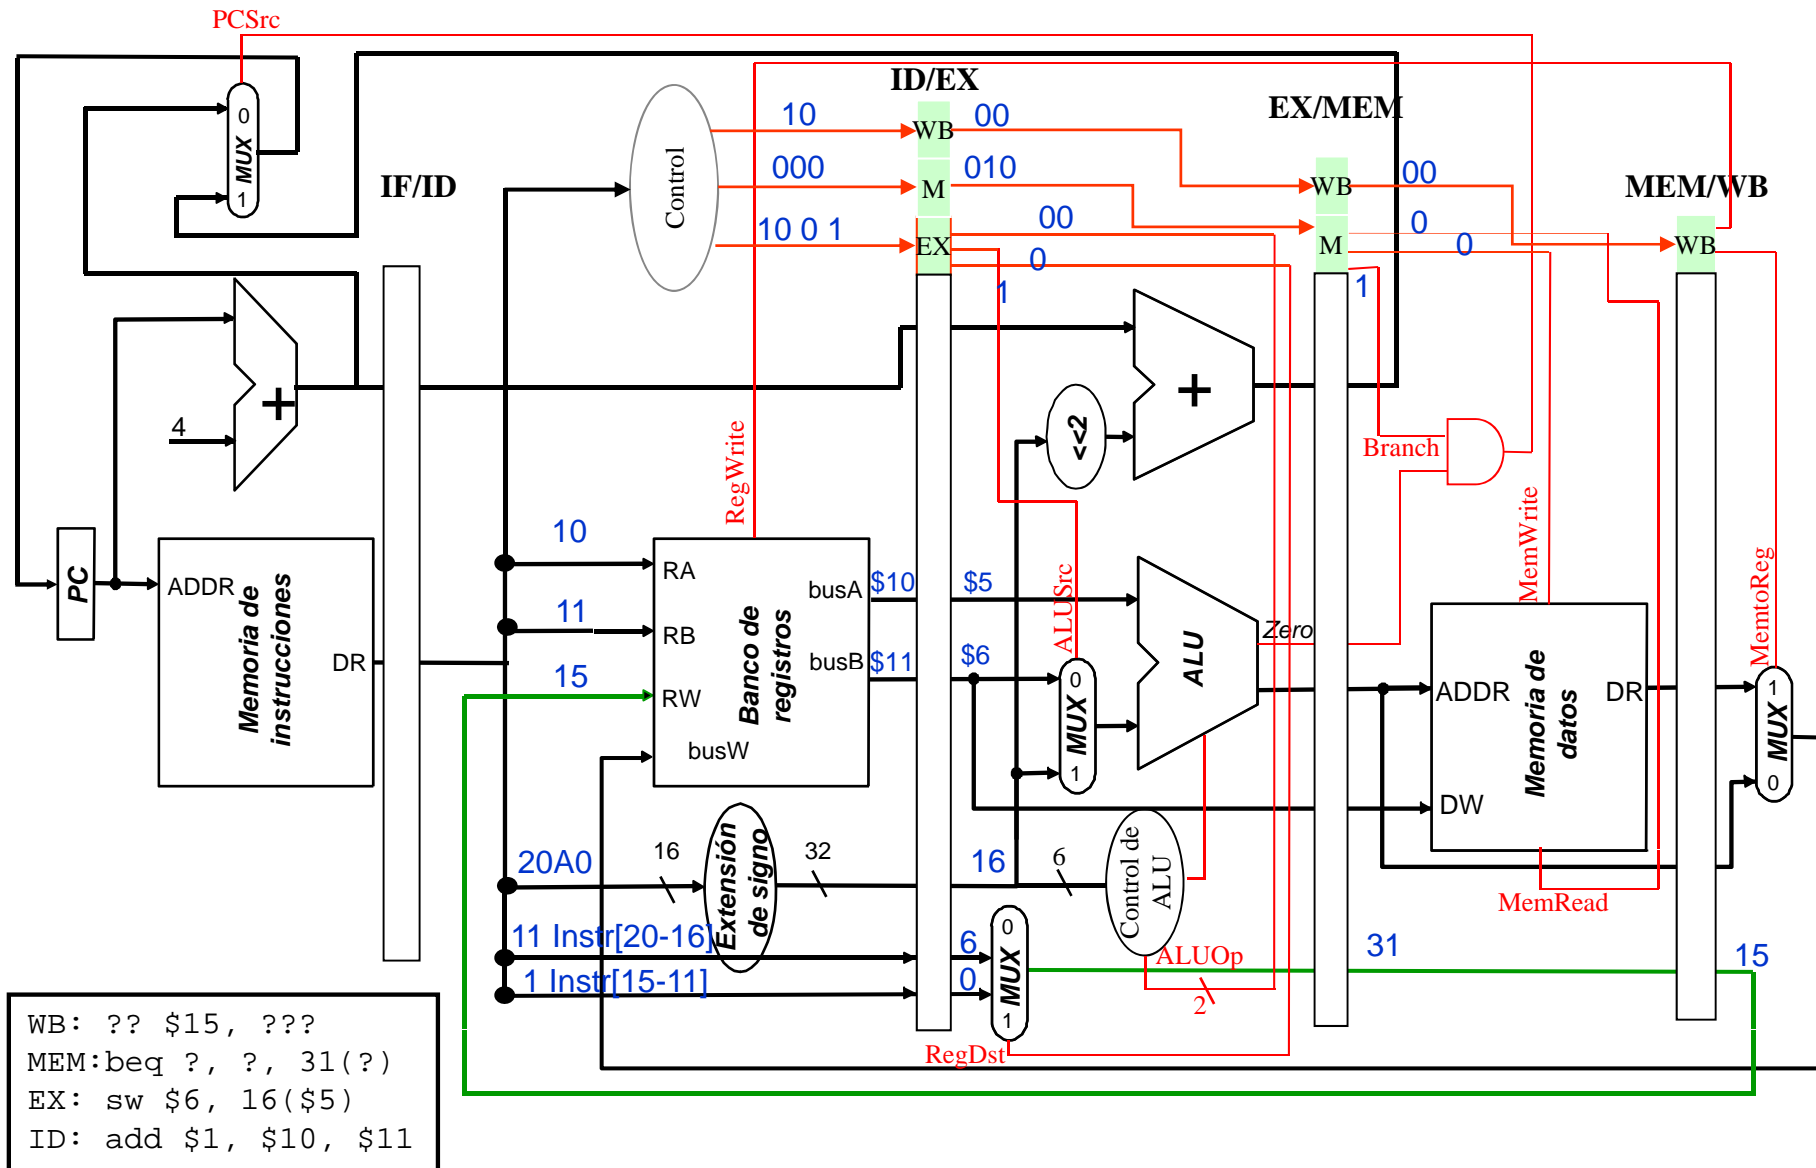 PCSrc
ID/EX
EX/MEM
IF/ID
MEM/WB
0
MUX
1
Control
10
000
10 0 1
WB
M
EX
00
010
00
0
1
WB
M
00
0
0
1
WB
4
+
+
<<2
RegWrite
Branch
MemWrite
MemtoReg
ALUSrc
PC
ADDR
Memoria de
instrucciones
DR
10
11
15
RA
RB
RW
busW
Banco de
registros
busA
busB
$10
$11
$5
$6
0
MUX
1
ALU
Zero
ADDR
DW
Memoria de
datos
DR
MemRead
1
MUX
0
20A0
16
Extensión
de signo
32
16
6
Control de
ALU
ALUOp
2
11 Instr[20-16]
1 Instr[15-11]
6
0
0
MUX
1
RegDst
31
15
WB: ?? $15, ???
MEM:beq ?, ?, 31(?)
EX: sw $6, 16($5)
ID: add $1, $10, $11